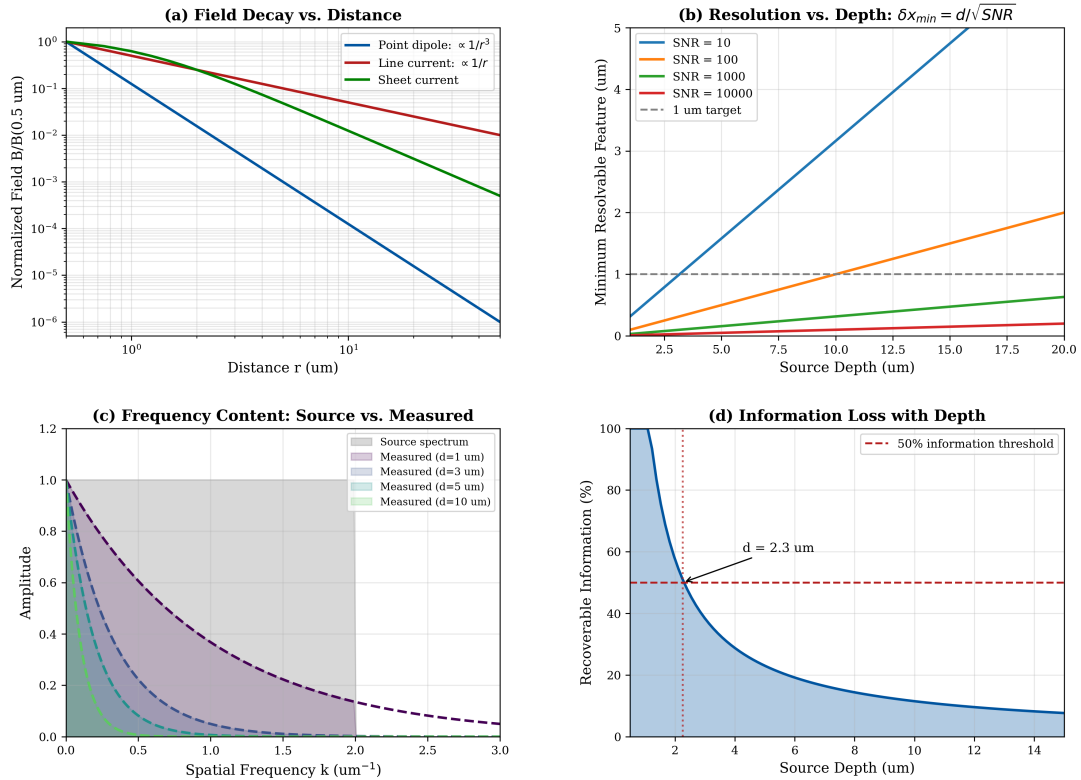 (a) Field Decay vs. Distance
Normalized Field B/B(0.5 um)
10⁰
10⁻¹
10⁻²
10⁻³
10⁻⁴
10⁻⁵
10⁻⁶
Point dipole: ∝1/r³
Line current: ∝1/r
Sheet current
10⁰ 10¹
Distance r (um)
(b) Resolution vs. Depth: δx_min = d/√SNR
Minimum Resolvable Feature (um)
5
4
3
2
1
0
SNR = 10
SNR = 100
SNR = 1000
SNR = 10000
1 um target
2.5 5.0 7.5 10.0 12.5 15.0 17.5 20.0
Source Depth (um)
(c) Frequency Content: Source vs. Measured
Amplitude
1.2
1.0
0.8
0.6
0.4
0.2
0.0
Source spectrum
Measured (d=1 um)
Measured (d=3 um)
Measured (d=5 um)
Measured (d=10 um)
0.0 0.5 1.0 1.5 2.0 2.5 3.0
Spatial Frequency k (um⁻¹)
(d) Information Loss with Depth
Recoverable Information (%)
100
80
60
40
20
0
50% information threshold
d = 2.3 um
2 4 6 8 10 12 14
Source Depth (um)